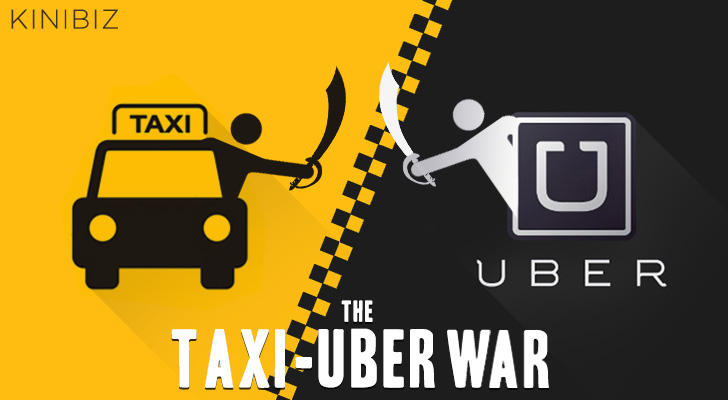 KINIBIZ
TAXI
U
UBER
THE
TAXI-UBER WAR